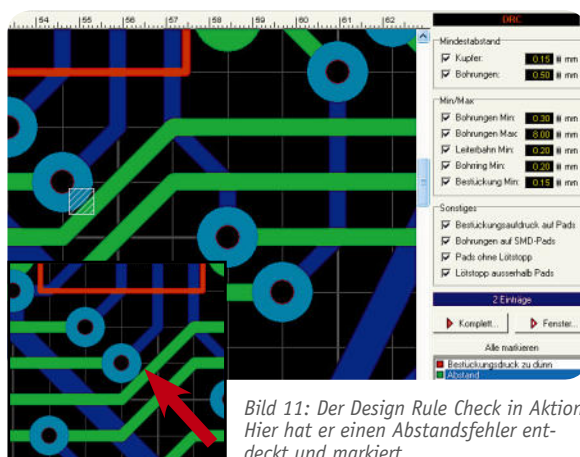 54 55 56 57 58 59 60 61 62
DRC
Mindestabstand
Kupfer: 0.15 mm
Bohrungen: 0.50 mm
Min/Max
Bohrungen Min: 0.30 mm
Bohrungen Max: 8.00 mm
Leiterbahn Min: 0.20 mm
Bohrring Min: 0.20 mm
Bestückung Min: 0.15 mm
Sonstiges
Bestückungsaufdruck auf Pads
Bohrungen auf SMD-Pads
Pads ohne Lötstopp
Lötstopp ausserhalb Pads
2 Einträge
Komplett... Fenster...
Alle markieren
Bestückungsdruck zu dünn
Abstand
Bild 11: Der Design Rule Check in Aktion.
Hier hat er einen Abstandsfehler ent-
deckt und markiert